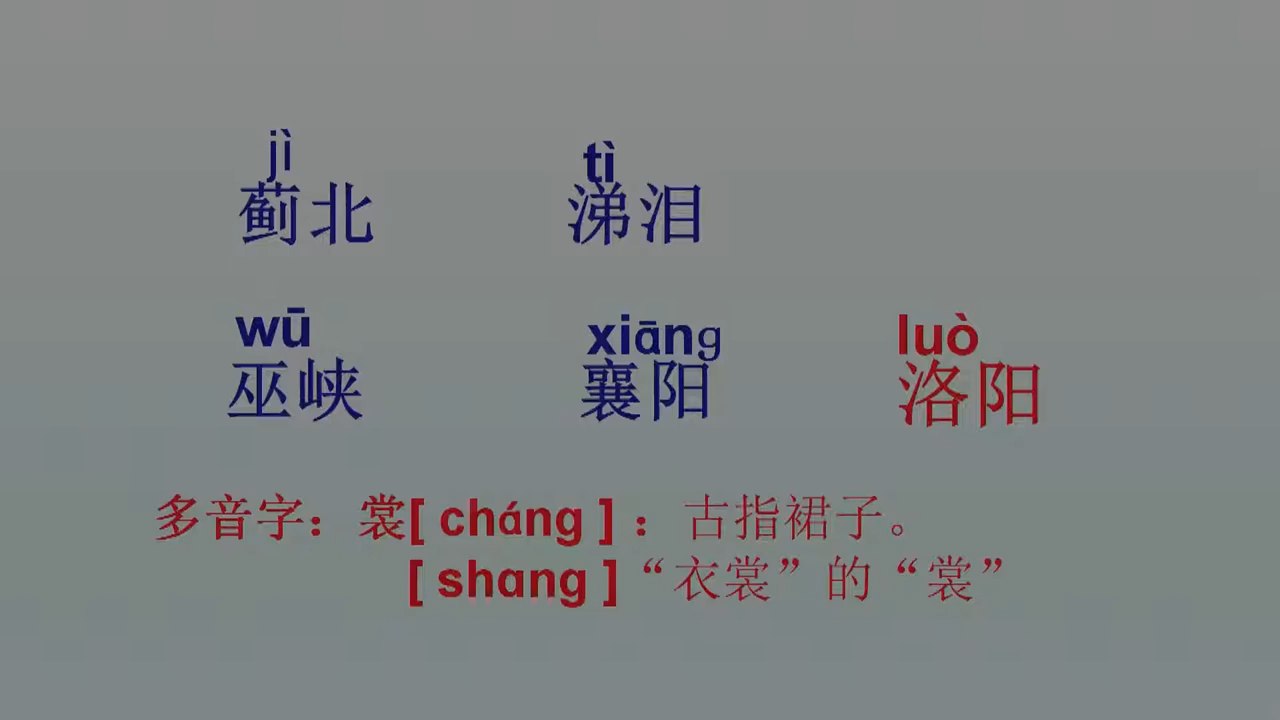 jì tì
蓟北 涕泪
wū xiāng luò
巫峡 襄阳 洛阳
多音字：裳[ cháng ]：古指裙子。
[ shang ]“衣裳”的“裳”